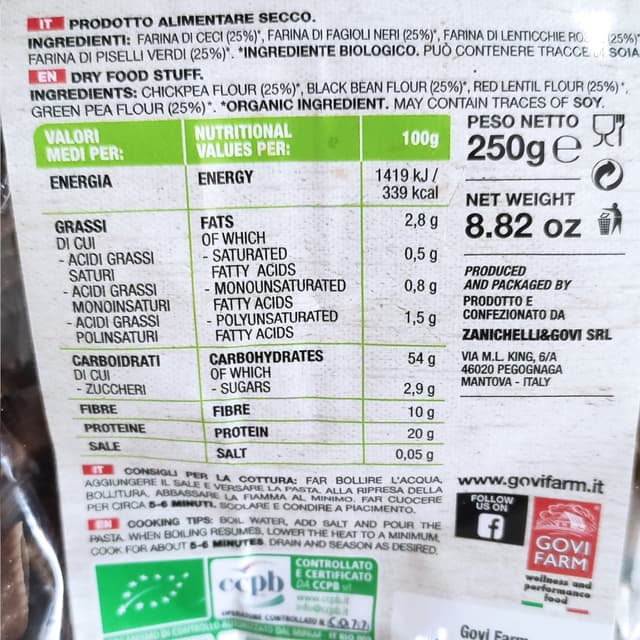 IT PRODOTTO ALIMENTARE SECCO.
INGREDIENTI: FARINA DI CECI (25%)*, FARINA DI FAGIOLI NERI (25%)*, FARINA DI LENTICCHIE (25%)*
FARINA DI PISELLI VERDI (25%)*. *INGREDIENTE BIOLOGICO. PUÒ CONTENERE TRACCE DI SOIA
EN DRY FOOD STUFF.
INGREDIENTS: CHICKPEA FLOUR (25%)*, BLACK BEAN FLOUR (25%)*, RED LENTIL FLOUR (25%)*,
GREEN PEA FLOUR (25%)*. *ORGANIC INGREDIENT. MAY CONTAIN TRACES OF SOY.
VALORI MEDI PER: NUTRITIONAL VALUES PER: 100g
ENERGIA ENERGY 1419 kJ / 339 kcal
GRASSI FATS 2,8 g
DI CUI OF WHICH
- ACIDI GRASSI SATURI - SATURATED FATTY ACIDS 0,5 g
- ACIDI GRASSI MONOINSATURI - MONOUNSATURATED FATTY ACIDS 0,8 g
- ACIDI GRASSI POLINSATURI - POLYUNSATURATED FATTY ACIDS 1,5 g
CARBOIDRATI CARBOHYDRATES 54 g
DI CUI OF WHICH
- ZUCCHERI - SUGARS 2,9 g
FIBRE FIBRE 10 g
PROTEINE PROTEIN 20 g
SALE SALT 0,05 g
PESO NETTO
250g e
NET WEIGHT
8.82 oz
PRODUCED
AND PACKAGED BY
PRODOTTO E
CONFEZIONATO DA
ZANICHELLI&GOVI SRL
VIA M.L. KING, 6/A
46020 PEGOGNAGA
MANTOVA - ITALY
IT CONSIGLI PER LA COTTURA: FAR BOLLIRE L'ACQUA,
AGGIUNGERE IL SALE E VERSARE LA PASTA. ALLA RIPRESA DELLA
BOLLITURA, ABBASSARE LA FIAMMA AL MINIMO. FAR CUOCERE
PER CIRCA 5-6 MINUTI. SCOLARE E CONDIRE A PIACIMENTO.
EN COOKING TIPS: BOIL WATER, ADD SALT AND POUR THE
PASTA. WHEN BOILING RESUMES, LOWER THE HEAT TO A MINIMUM,
COOK FOR ABOUT 5-6 MINUTES. DRAIN AND SEASON AS DESIRED.
www.govifarm.it
FOLLOW
US ON
f
GOVI
FARM
wellness and
performance
food
ccpb
CONTROLLATO
E CERTIFICATO
DA CCPB srl
www.ccpb.it
info@ccpb.it
OPERATORE CONTROLLATO N. CO77
Govi Farm